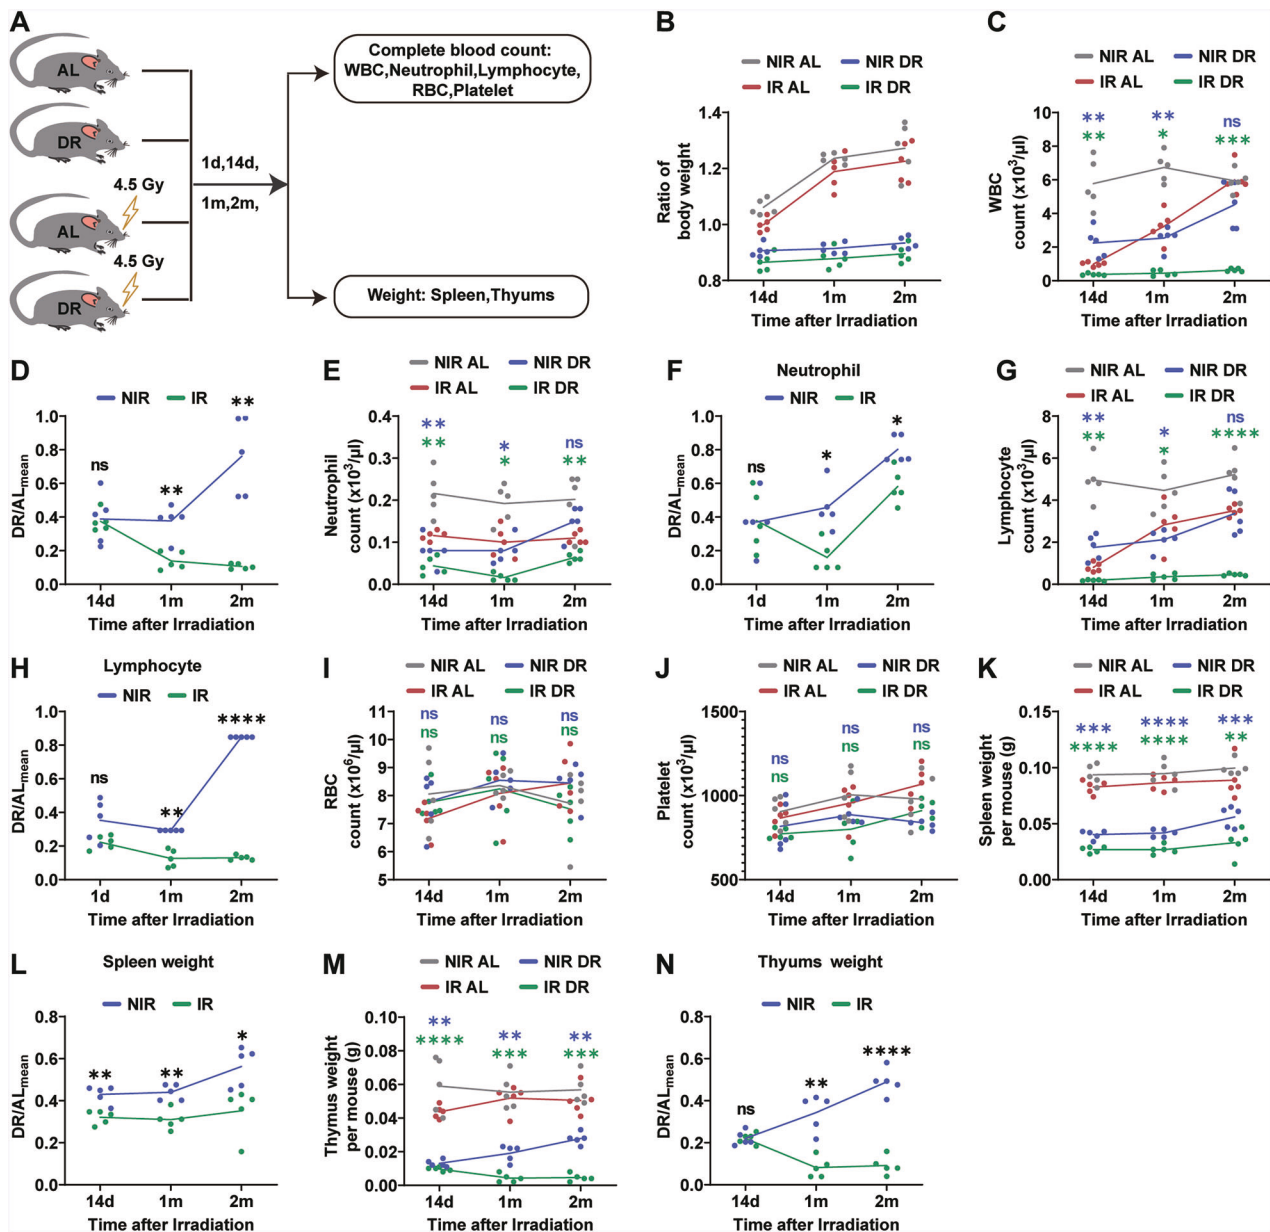 A
AL
DR
4.5 Gy
AL
4.5 Gy
DR
1d,14d,
1m,2m,
Complete blood count:
WBC,Neutrophil,Lymphocyte,
RBC,Platelet
Weight: Spleen,Thyums
B
NIR AL
NIR DR
IR AL
IR DR
Ratio of
body weight
1.4
1.2
1.0
0.8
14d 1m 2m
Time after Irradiation
C
NIR AL
NIR DR
IR AL
IR DR
WBC
count (x10³/µl)
10
8
6
4
2
0
** ** ns
** * ***
14d 1m 2m
Time after Irradiation
D
NIR IR
DR/ALmean
1.0
0.8
0.6
0.4
0.2
0.0
ns ** **
14d 1m 2m
Time after Irradiation
E
NIR AL
NIR DR
IR AL
IR DR
Neutrophil
count (x10³/µl)
0.4
0.3
0.2
0.1
0.0
** * ns
** * **
14d 1m 2m
Time after Irradiation
F
Neutrophil
NIR IR
DR/ALmean
1.0
0.8
0.6
0.4
0.2
0.0
ns * *
1d 1m 2m
Time after Irradiation
G
NIR AL
NIR DR
IR AL
IR DR
Lymphocyte
count (x10³/µl)
8
6
4
2
0
** * ns
** * ****
14d 1m 2m
Time after Irradiation
H
Lymphocyte
NIR IR
DR/ALmean
1.0
0.8
0.6
0.4
0.2
0.0
ns ** ****
1d 1m 2m
Time after Irradiation
I
NIR AL
NIR DR
IR AL
IR DR
RBC
count (x10⁶/µl)
11
10
9
8
7
6
5
ns ns ns
ns ns ns
14d 1m 2m
Time after Irradiation
J
NIR AL
NIR DR
IR AL
IR DR
Platelet
count (x10³/µl)
1500
1000
500
ns ns ns
ns ns ns
14d 1m 2m
Time after Irradiation
K
NIR AL
NIR DR
IR AL
IR DR
Spleen weight
per mouse (g)
0.15
0.10
0.05
0.00
*** **** ***
**** **** **
14d 1m 2m
Time after Irradiation
L
Spleen weight
NIR IR
DR/ALmean
0.8
0.6
0.4
0.2
0.0
** ** *
14d 1m 2m
Time after Irradiation
M
NIR AL
NIR DR
IR AL
IR DR
Thymus weight
per mouse (g)
0.10
0.08
0.06
0.04
0.02
0.00
** ** **
**** *** ***
14d 1m 2m
Time after Irradiation
N
Thyums weight
NIR IR
DR/ALmean
0.8
0.6
0.4
0.2
0.0
ns ** ****
14d 1m 2m
Time after Irradiation